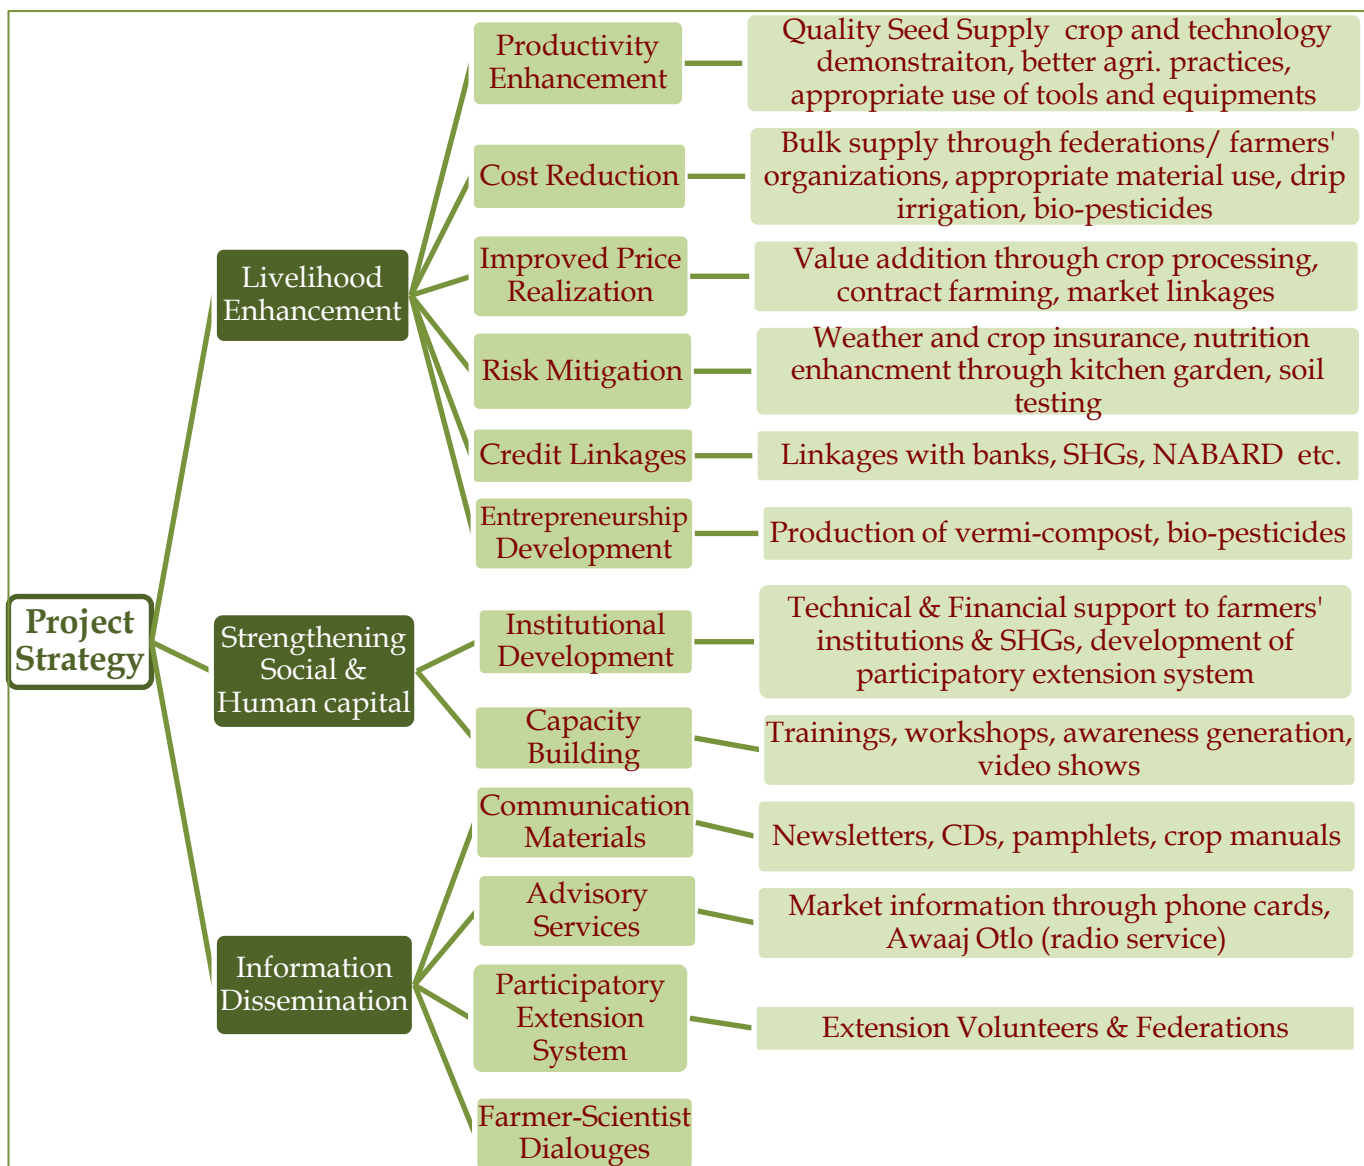 Project
Strategy
Livelihood
Enhancement
Productivity
Enhancement
Quality Seed Supply crop and technology
demonstraiton, better agri. practices,
appropriate use of tools and equipments
Cost Reduction
Bulk supply through federations/ farmers'
organizations, appropriate material use, drip
irrigation, bio-pesticides
Improved Price
Realization
Value addition through crop processing,
contract farming, market linkages
Risk Mitigation
Weather and crop insurance, nutrition
enhancment through kitchen garden, soil
testing
Credit Linkages
Linkages with banks, SHGs, NABARD etc.
Entrepreneurship
Development
Production of vermi-compost, bio-pesticides
Strengthening
Social &
Human capital
Institutional
Development
Technical & Financial support to farmers'
institutions & SHGs, development of
participatory extension system
Capacity
Building
Trainings, workshops, awareness generation,
video shows
Information
Dissemination
Communication
Materials
Newsletters, CDs, pamphlets, crop manuals
Advisory
Services
Market information through phone cards,
Awaaj Otlo (radio service)
Participatory
Extension
System
Extension Volunteers & Federations
Farmer-Scientist
Dialouges